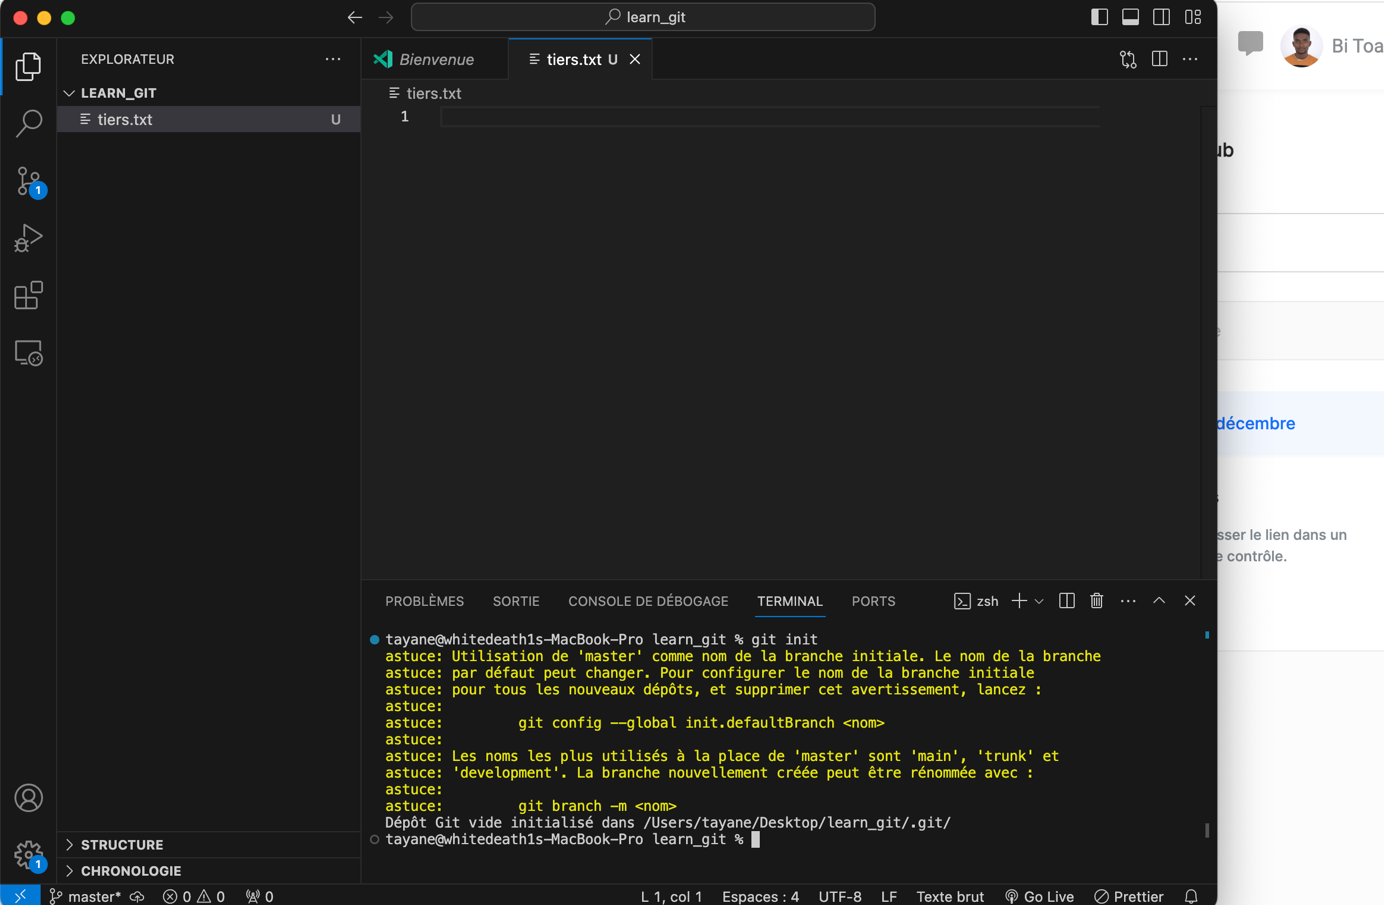 learn_git
Bi Toa
EXPLORATEUR
Bienvenue
tiers.txt U
LEARN_GIT
tiers.txt U
tiers.txt
1
1
ub
e
décembre
s
sser le lien dans un
e contrôle.
PROBLÈMES SORTIE CONSOLE DE DÉBOGAGE TERMINAL PORTS zsh
tayane@whitedeath1s-MacBook-Pro learn_git % git init
astuce: Utilisation de 'master' comme nom de la branche initiale. Le nom de la branche
astuce: par défaut peut changer. Pour configurer le nom de la branche initiale
astuce: pour tous les nouveaux dépôts, et supprimer cet avertissement, lancez :
astuce:
astuce: git config --global init.defaultBranch <nom>
astuce:
astuce: Les noms les plus utilisés à la place de 'master' sont 'main', 'trunk' et
astuce: 'development'. La branche nouvellement créée peut être rénommée avec :
astuce:
astuce: git branch -m <nom>
Dépôt Git vide initialisé dans /Users/tayane/Desktop/learn_git/.git/
tayane@whitedeath1s-MacBook-Pro learn_git %
STRUCTURE
1
CHRONOLOGIE
master* 0 0 0 L 1, col 1 Espaces : 4 UTF-8 LF Texte brut Go Live Prettier